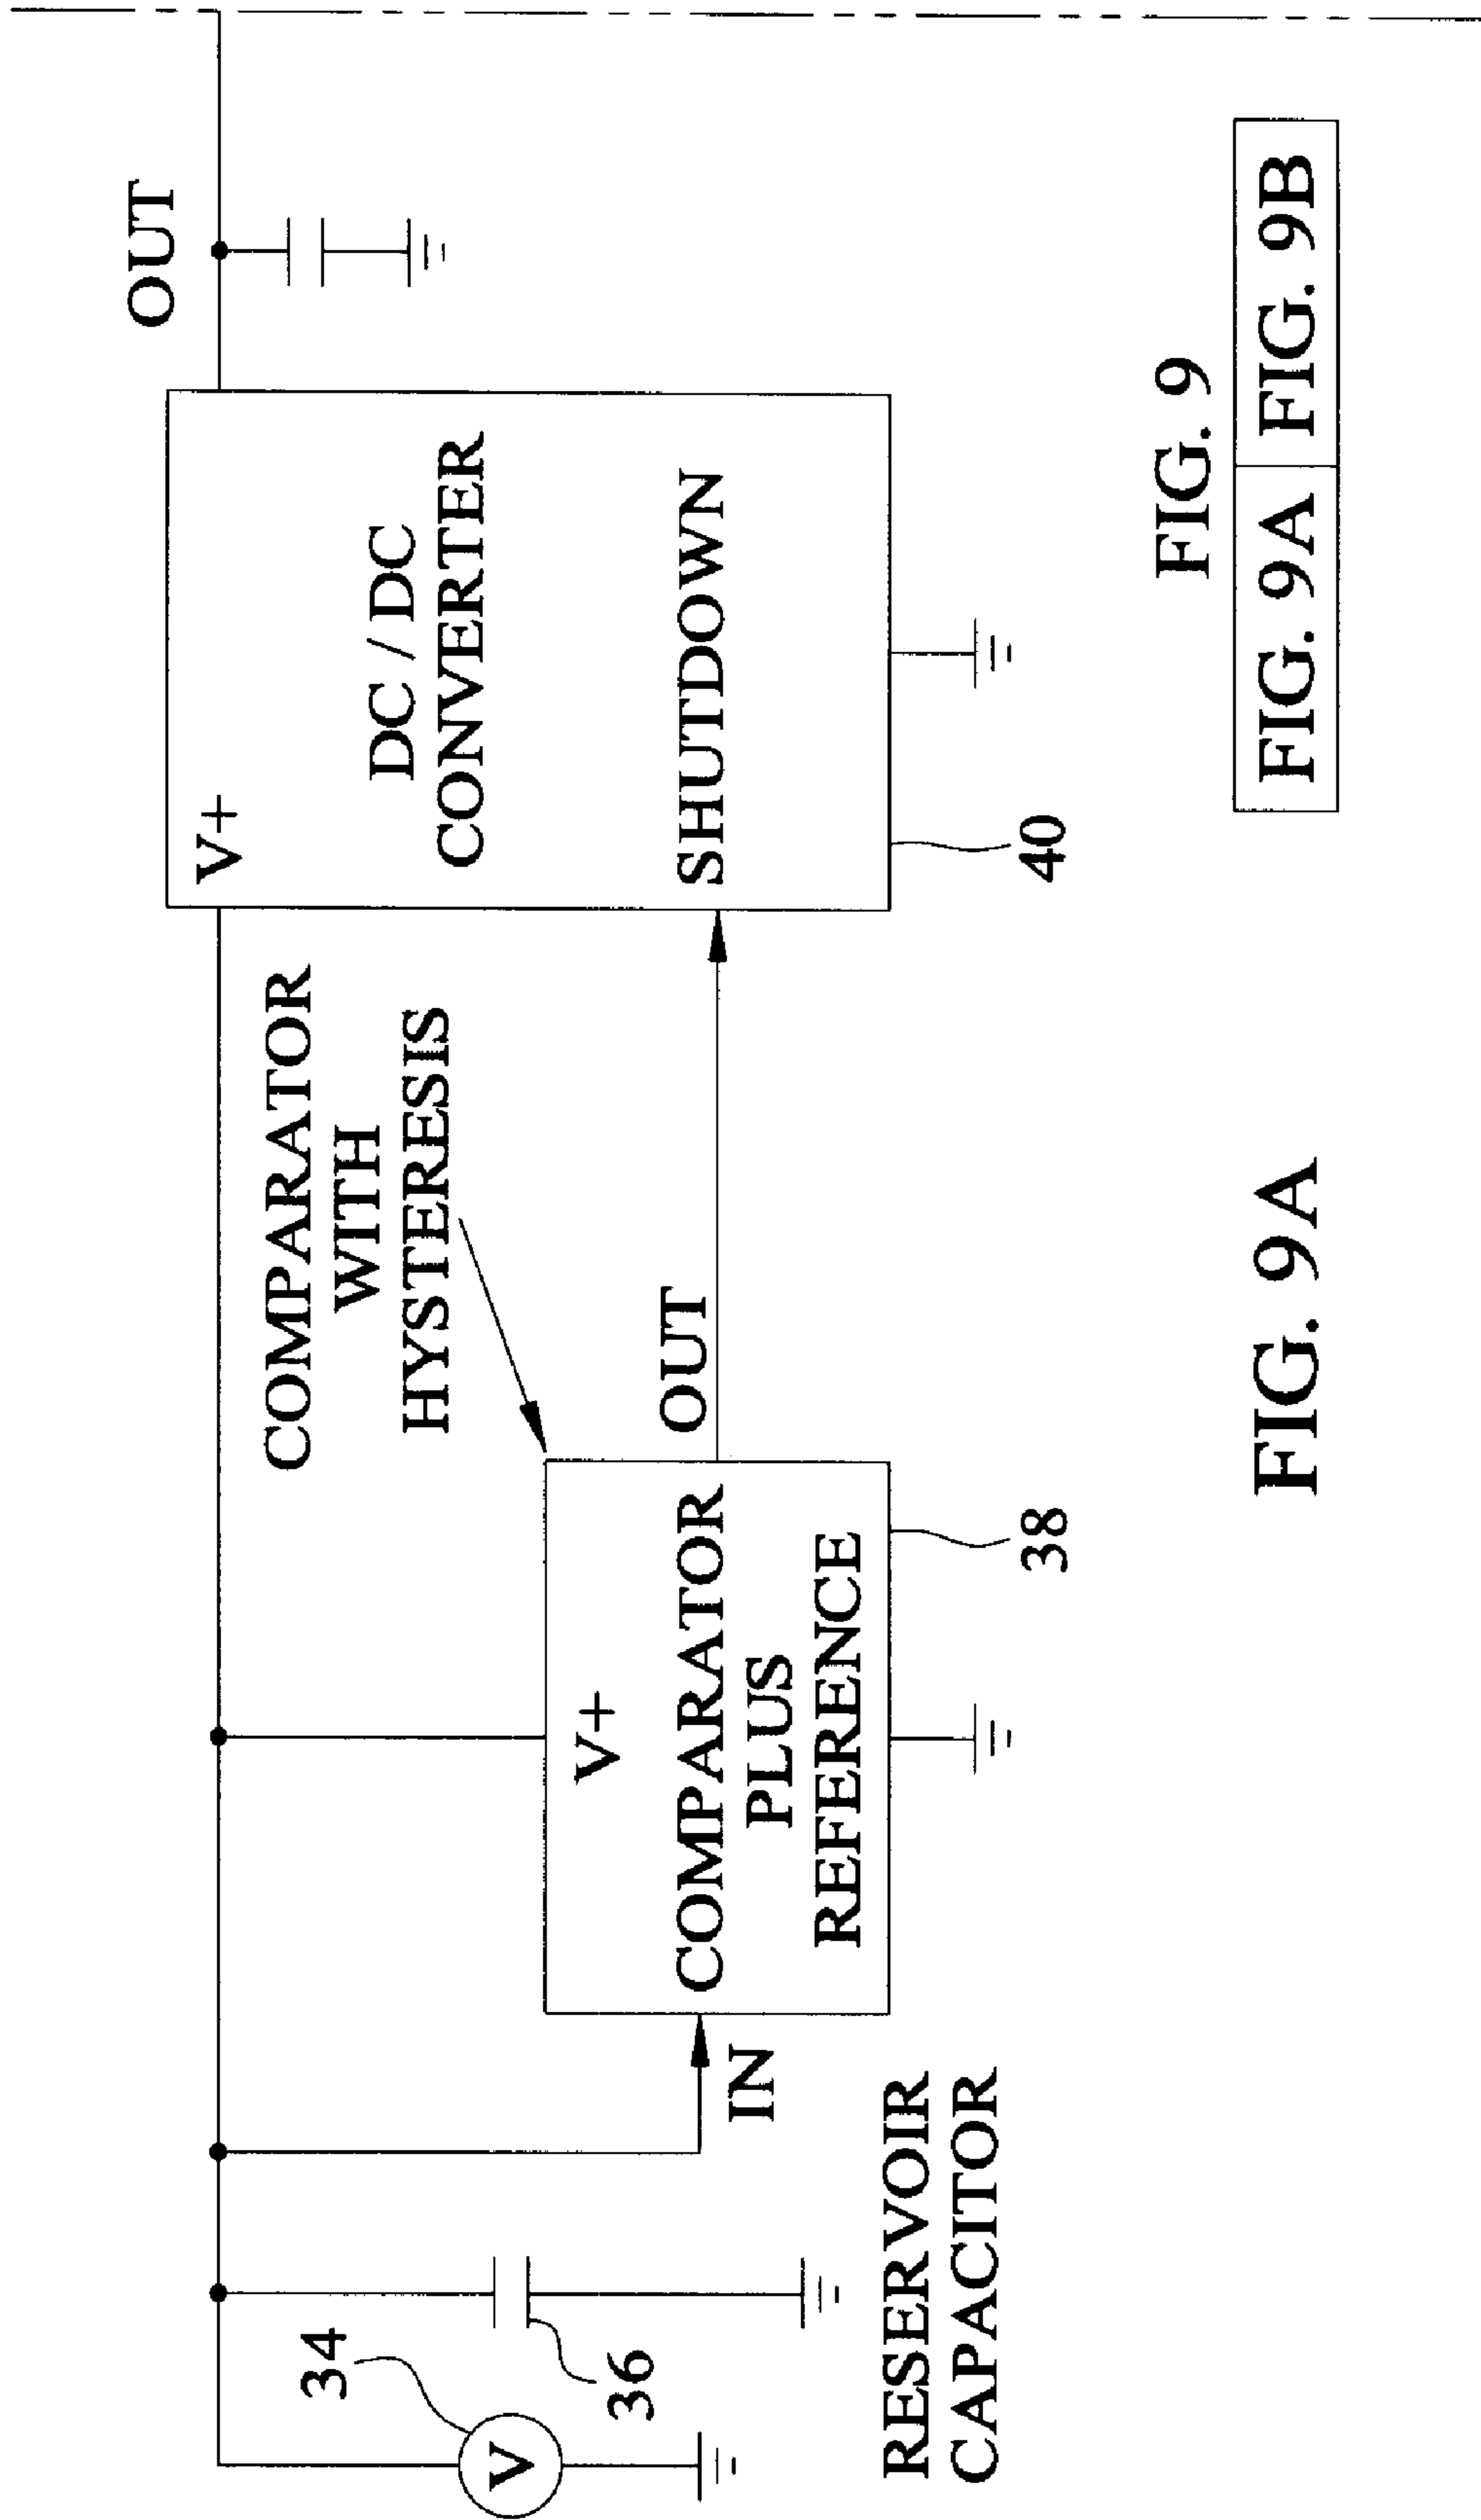 OUT
V+
DC / DC
CONVERTER
SHUTDOWN
40
COMPARATOR
WITH
HYSTERESIS
OUT
V+
COMPARATOR
PLUS
REFERENCE
38
IN
34
V
36
RESERVOIR
CAPACITOR
FIG. 9A
FIG. 9
FIG. 9A FIG. 9B